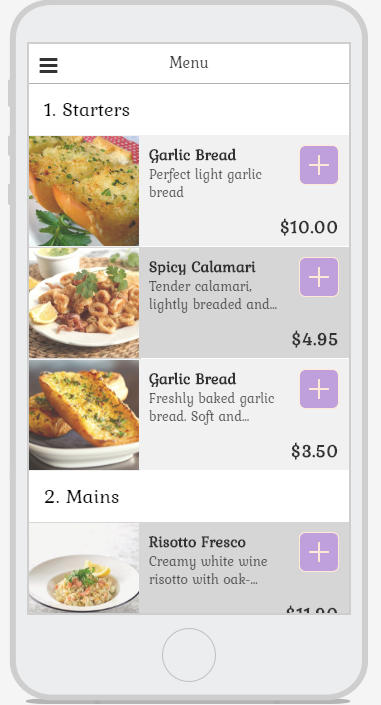 Menu
1. Starters
Garlic Bread
Perfect light garlic
bread
$10.00
Spicy Calamari
Tender calamari,
lightly breaded and...
$4.95
Garlic Bread
Freshly baked garlic
bread. Soft and...
$3.50
2. Mains
Risotto Fresco
Creamy white wine
risotto with oak-...
$11.90